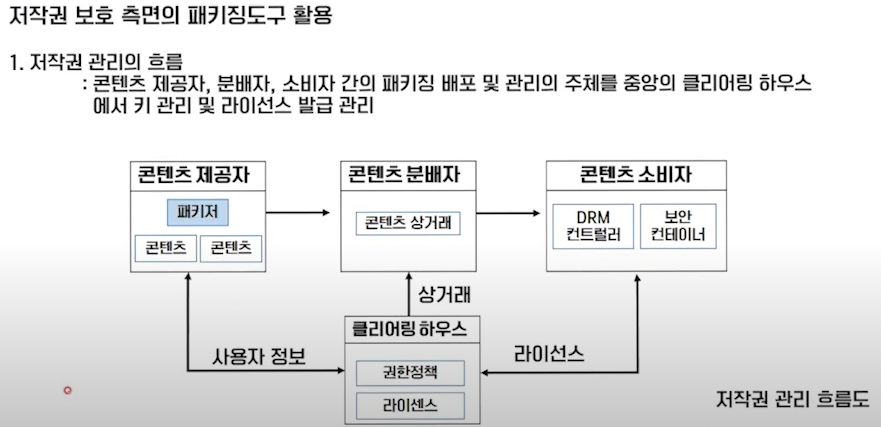 저작권 보호 측면의 패키징도구 활용
1. 저작권 관리의 흐름
: 콘텐츠 제공자, 분배자, 소비자 간의 패키징 배포 및 관리의 주체를 중앙의 클리어링 하우스
에서 키 관리 및 라이선스 발급 관리
콘텐츠 제공자
패키저
콘텐츠
콘텐츠
콘텐츠 분배자
콘텐츠 상거래
콘텐츠 소비자
DRM
컨트럴러
보안
컨테이너
상거래
클리어링 하우스
권한정책
라이센스
사용자 정보
라이선스
저작권 관리 흐름도